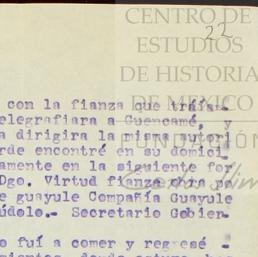 CENTRO DE
ESTUDIOS
DE HISTORIA
DE MEXICO
22
con la fianza que traía-
elegrafiara a Cuencamé, y
a dirigira la misma autori
rde encontré en su domici
amente en la siguiente for
Dgo. Virtud fianza
e guayule Compañía Guayule
údolo.- Secretario Gobier-
o fuí a comer y regresé -